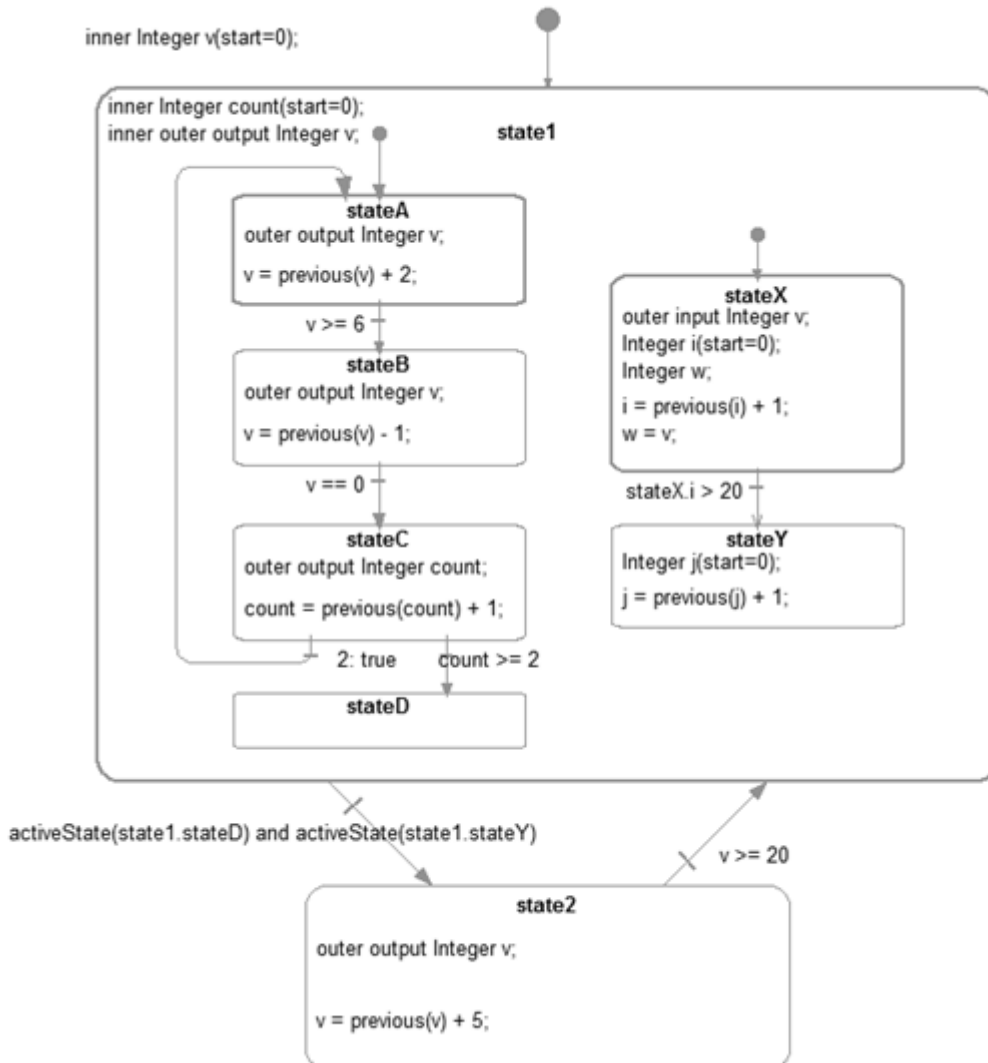 inner Integer v(start=0);
inner Integer count(start=0);
inner outer output Integer v;
state1
stateA
outer output Integer v;
v = previous(v) + 2;
v >= 6
stateB
outer output Integer v;
v = previous(v) - 1;
v == 0
stateC
outer output Integer count;
count = previous(count) + 1;
2: true
count >= 2
stateD
stateX
outer input Integer v;
Integer i(start=0);
Integer w;
i = previous(i) + 1;
w = v;
stateX.i > 20
stateY
Integer j(start=0);
j = previous(j) + 1;
activeState(state1.stateD) and activeState(state1.stateY)
v >= 20
state2
outer output Integer v;
v = previous(v) + 5;